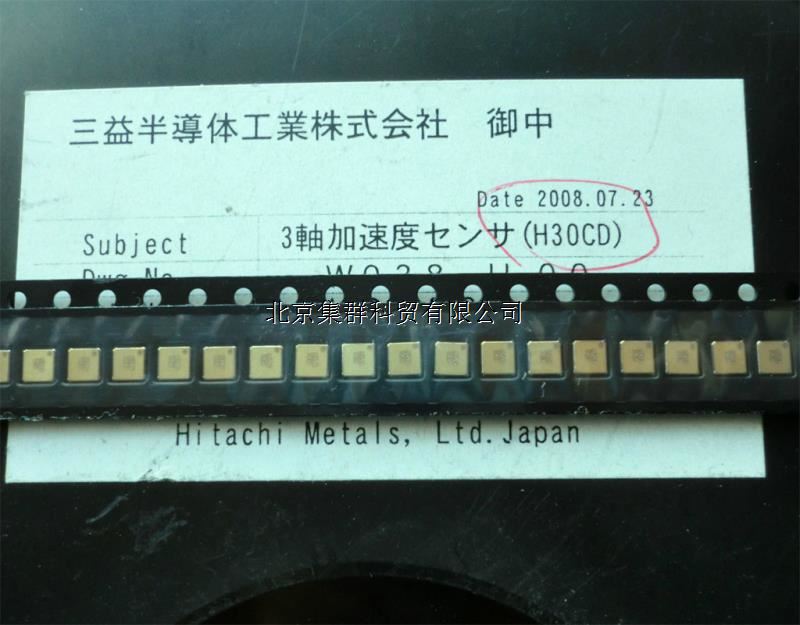 三益半導体工業株式会社 御中
Date 2008.07.23
Subject 3軸加速度センサ(H30CD)
Dwg No
北京集群科贸有限公司
Hitachi Metals, Ltd. Japan